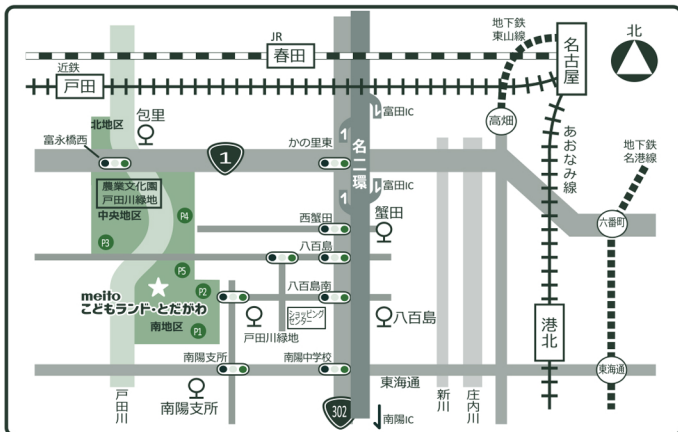 JR
春田
近鉄
戸田
地下鉄
東山線
名古屋
北
北地区
包里
富永橋西
1
かの里東
1
名二環
1
富田IC
富田IC
高畑
あおなみ線
地下鉄
名港線
農業文化園
戸田川緑地
中央地区
P4
P3
西蟹田
蟹田
八百島
六番町
P5
meito
こどもランド・とだがわ
P2
八百島南
ショッピング
センター
戸田川緑地
八百島
南地区
P1
港北
南陽支所
南陽中学校
東海通
東海通
南陽支所
戸田川
302
南陽IC
新川
庄内川